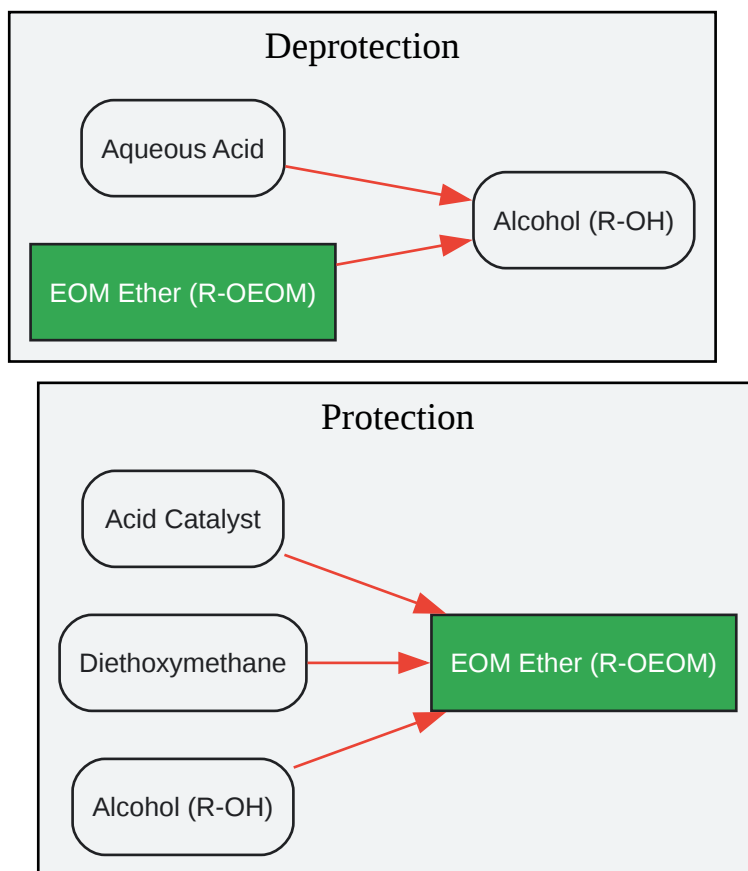 Deprotection
Aqueous Acid
Alcohol (R-OH)
EOM Ether (R-OEOM)
Protection
Acid Catalyst
Diethoxymethane
EOM Ether (R-OEOM)
Alcohol (R-OH)